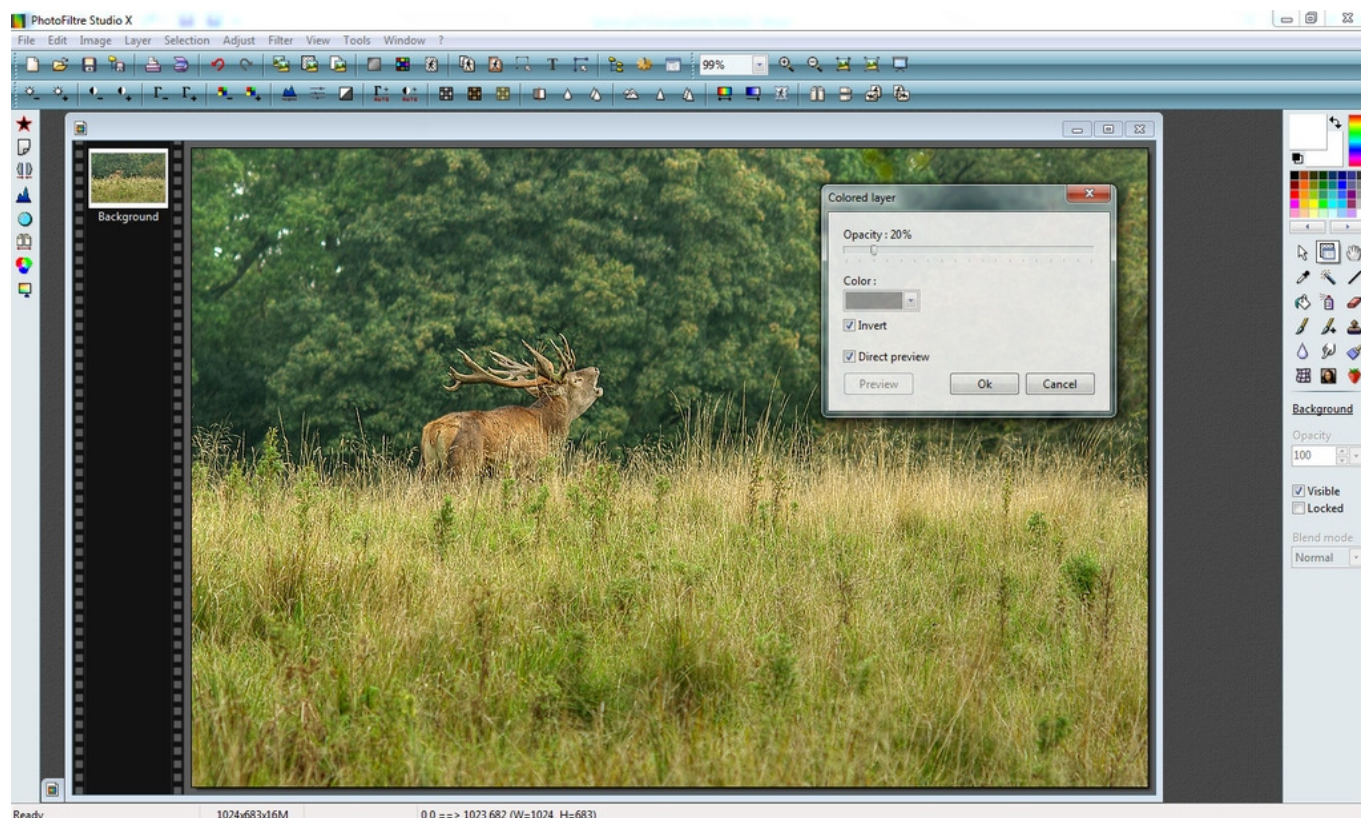 PhotoFiltre Studio X
File Edit Image Layer Selection Adjust Filter View Tools Window ?
T 99%
AUTO AUTO
Background
Colored layer
Opacity : 20%
Color :
Invert
Direct preview
Preview Ok Cancel
Background
Opacity
100
Visible
Locked
Blend mode
Normal
Ready 1024x683x16M 0,0 ==> 1023,682 (W=1024, H=683)